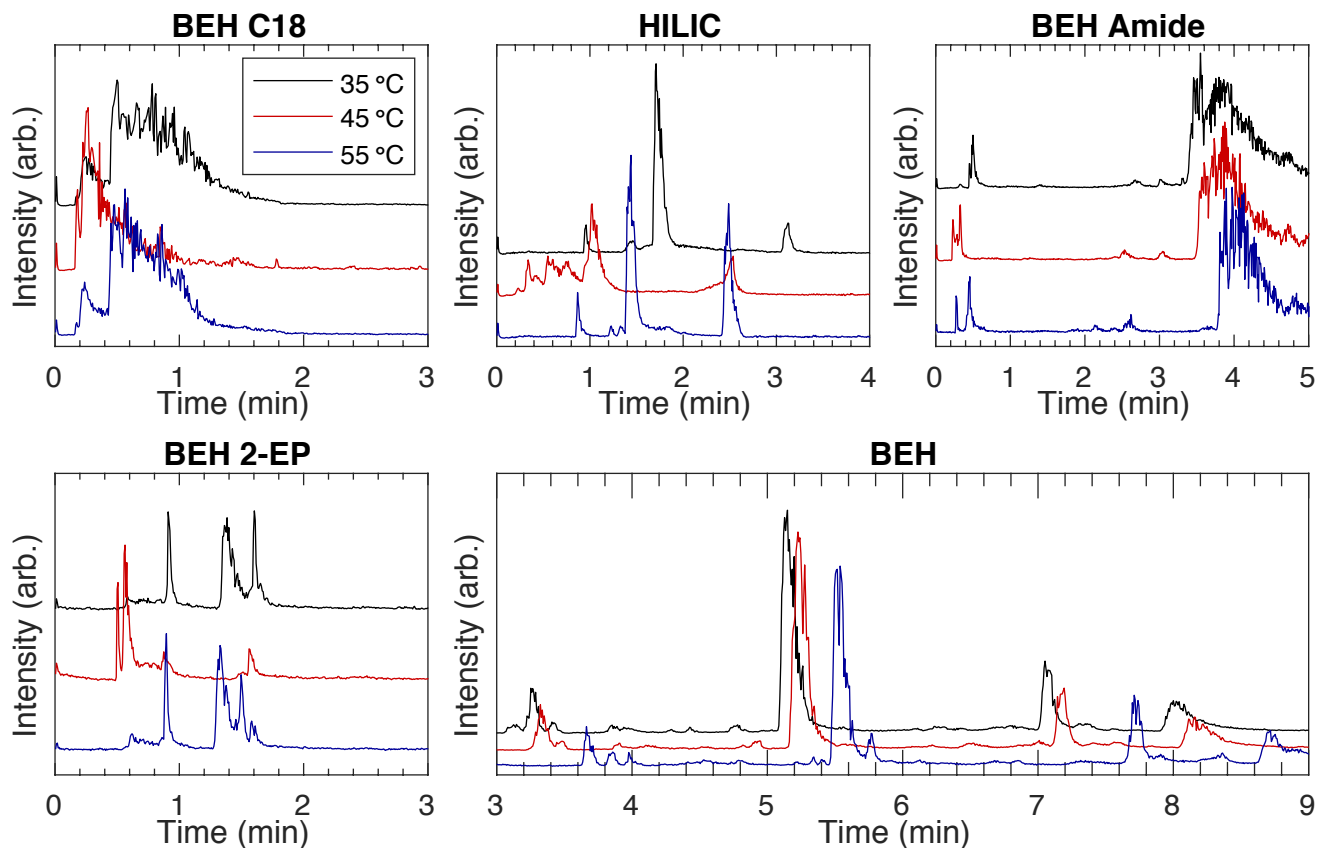 BEH C18
HILIC
BEH Amide
35 ºC
45 ºC
55 ºC
Intensity (arb.)
Intensity (arb.)
Intensity (arb.)
0 1 2 3
0 1 2 3 4
0 1 2 3 4 5
Time (min)
Time (min)
Time (min)
BEH 2-EP
BEH
Intensity (arb.)
Intensity (arb.)
0 1 2 3
3 4 5 6 7 8 9
Time (min)
Time (min)